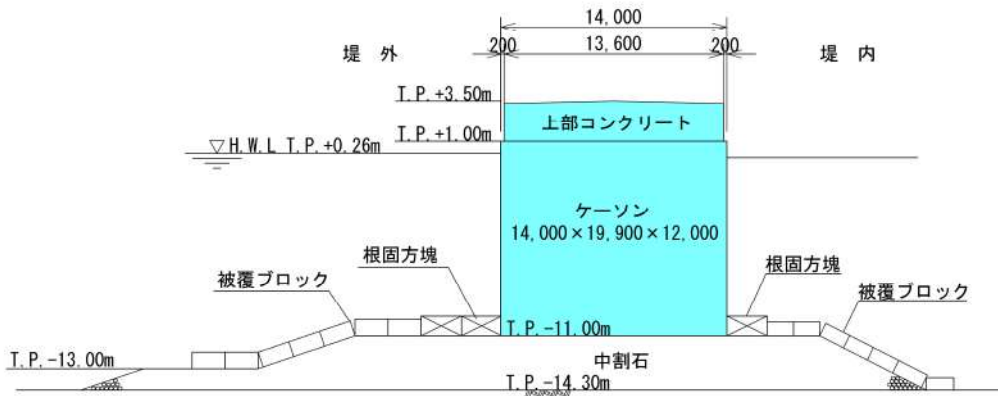 14,000
200 13,600 200
堤 外
堤 内
T.P.+3.50m
上部コンクリート
T.P.+1.00m
H.W.L T.P.+0.26m
ケーソン
14,000×19,900×12,000
根固方塊
根固方塊
被覆ブロック
被覆ブロック
T.P.-11.00m
T.P.-13.00m
中割石
T.P.-14.30m